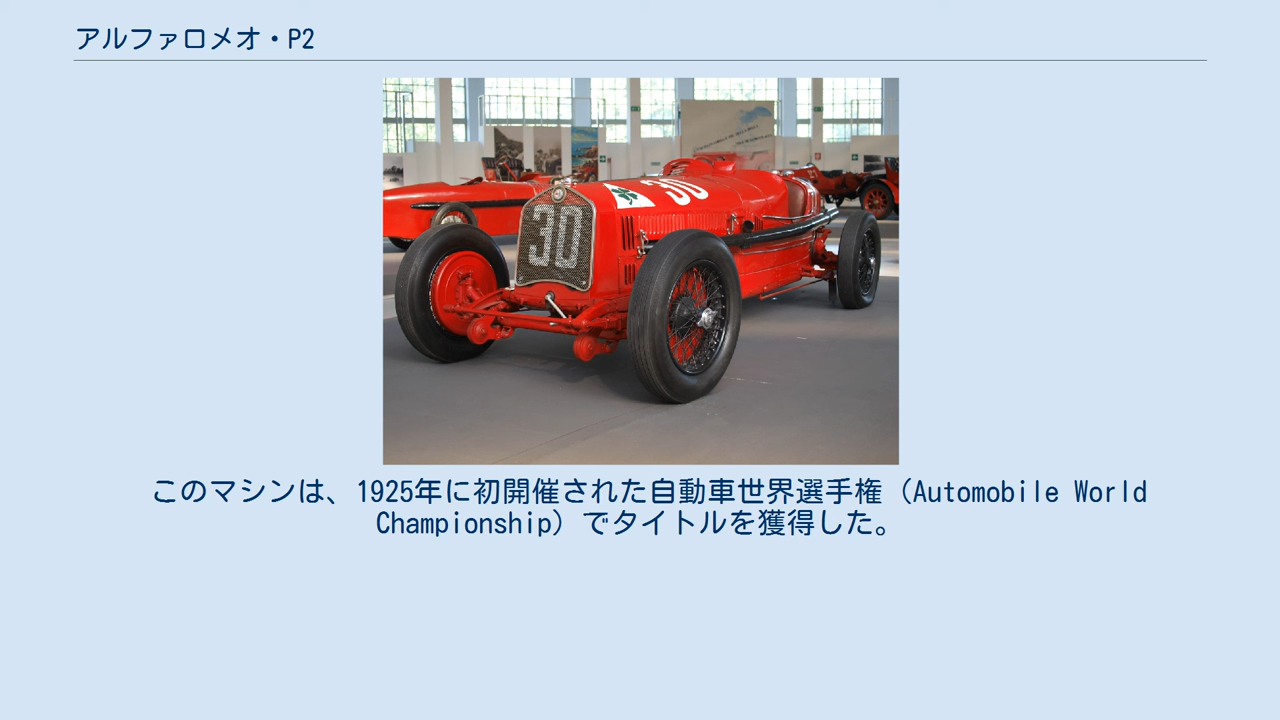 アルファロメオ・P2
30
30
このマシンは、1925年に初開催された自動車世界選手権（Automobile World
Championship）でタイトルを獲得した。